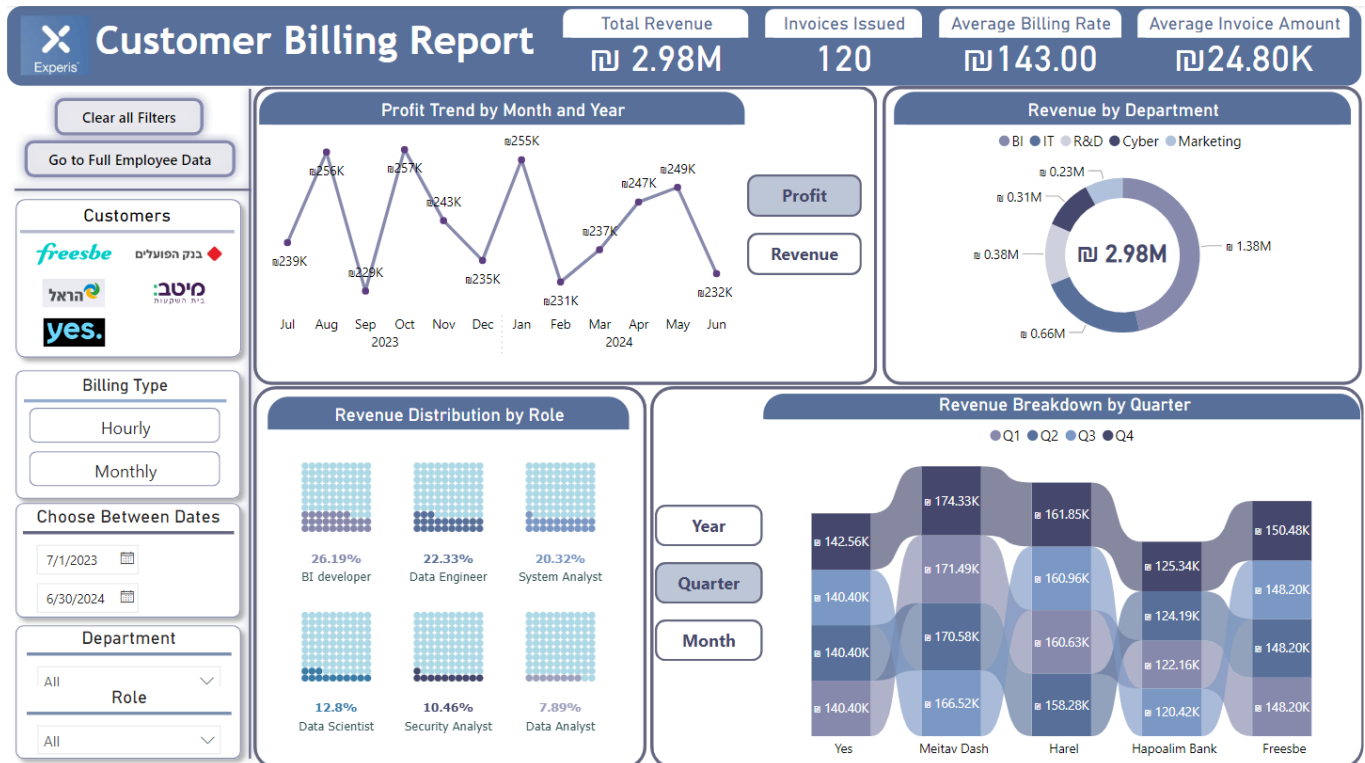 Experis
Customer Billing Report
Total Revenue
₪ 2.98M
Invoices Issued
120
Average Billing Rate
₪143.00
Average Invoice Amount
₪24.80K
Clear all Filters
Go to Full Employee Data
Customers
freesbe
בנק הפועלים
הראל
מיטב:
בית השקעות
yes.
Billing Type
Hourly
Monthly
Choose Between Dates
7/1/2023
6/30/2024
Department
All
Role
All
Profit Trend by Month and Year
₪239K
₪256K
₪229K
₪257K
₪243K
₪235K
₪255K
₪231K
₪237K
₪247K
₪249K
₪232K
Jul Aug Sep Oct Nov Dec Jan Feb Mar Apr May Jun
2023 2024
Profit
Revenue
Revenue by Department
BI IT R&D Cyber Marketing
₪ 0.23M
₪ 0.31M
₪ 0.38M
₪ 0.66M
₪ 1.38M
₪ 2.98M
Revenue Distribution by Role
26.19% 22.33% 20.32%
BI developer Data Engineer System Analyst
12.8% 10.46% 7.89%
Data Scientist Security Analyst Data Analyst
Revenue Breakdown by Quarter
Q1 Q2 Q3 Q4
Year
Quarter
Month
₪ 142.56K
₪ 140.40K
₪ 140.40K
₪ 140.40K
Yes
₪ 174.33K
₪ 171.49K
₪ 170.58K
₪ 166.52K
Meitav Dash
₪ 161.85K
₪ 160.96K
₪ 160.63K
₪ 158.28K
Harel
₪ 125.34K
₪ 124.19K
₪ 122.16K
₪ 120.42K
Hapoalim Bank
₪ 150.48K
₪ 148.20K
₪ 148.20K
₪ 148.20K
Freesbe